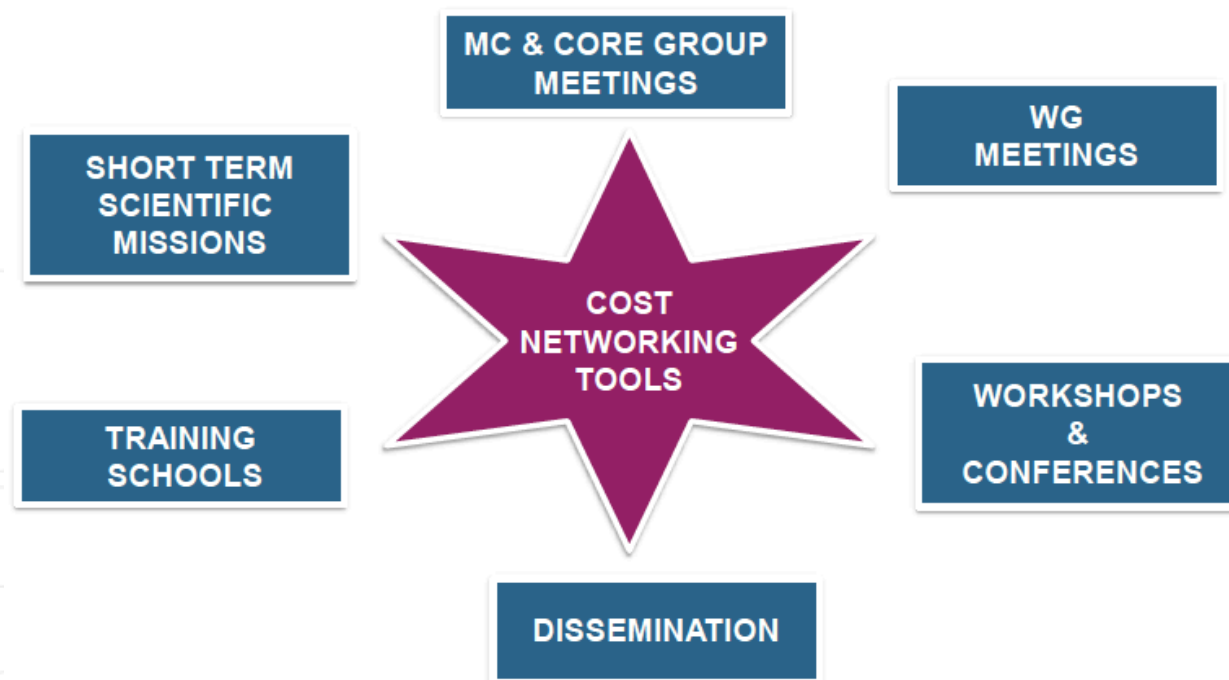 MC & CORE GROUP
MEETINGS
WG
MEETINGS
SHORT TERM
SCIENTIFIC
MISSIONS
COST
NETWORKING
TOOLS
WORKSHOPS
&
CONFERENCES
TRAINING
SCHOOLS
DISSEMINATION